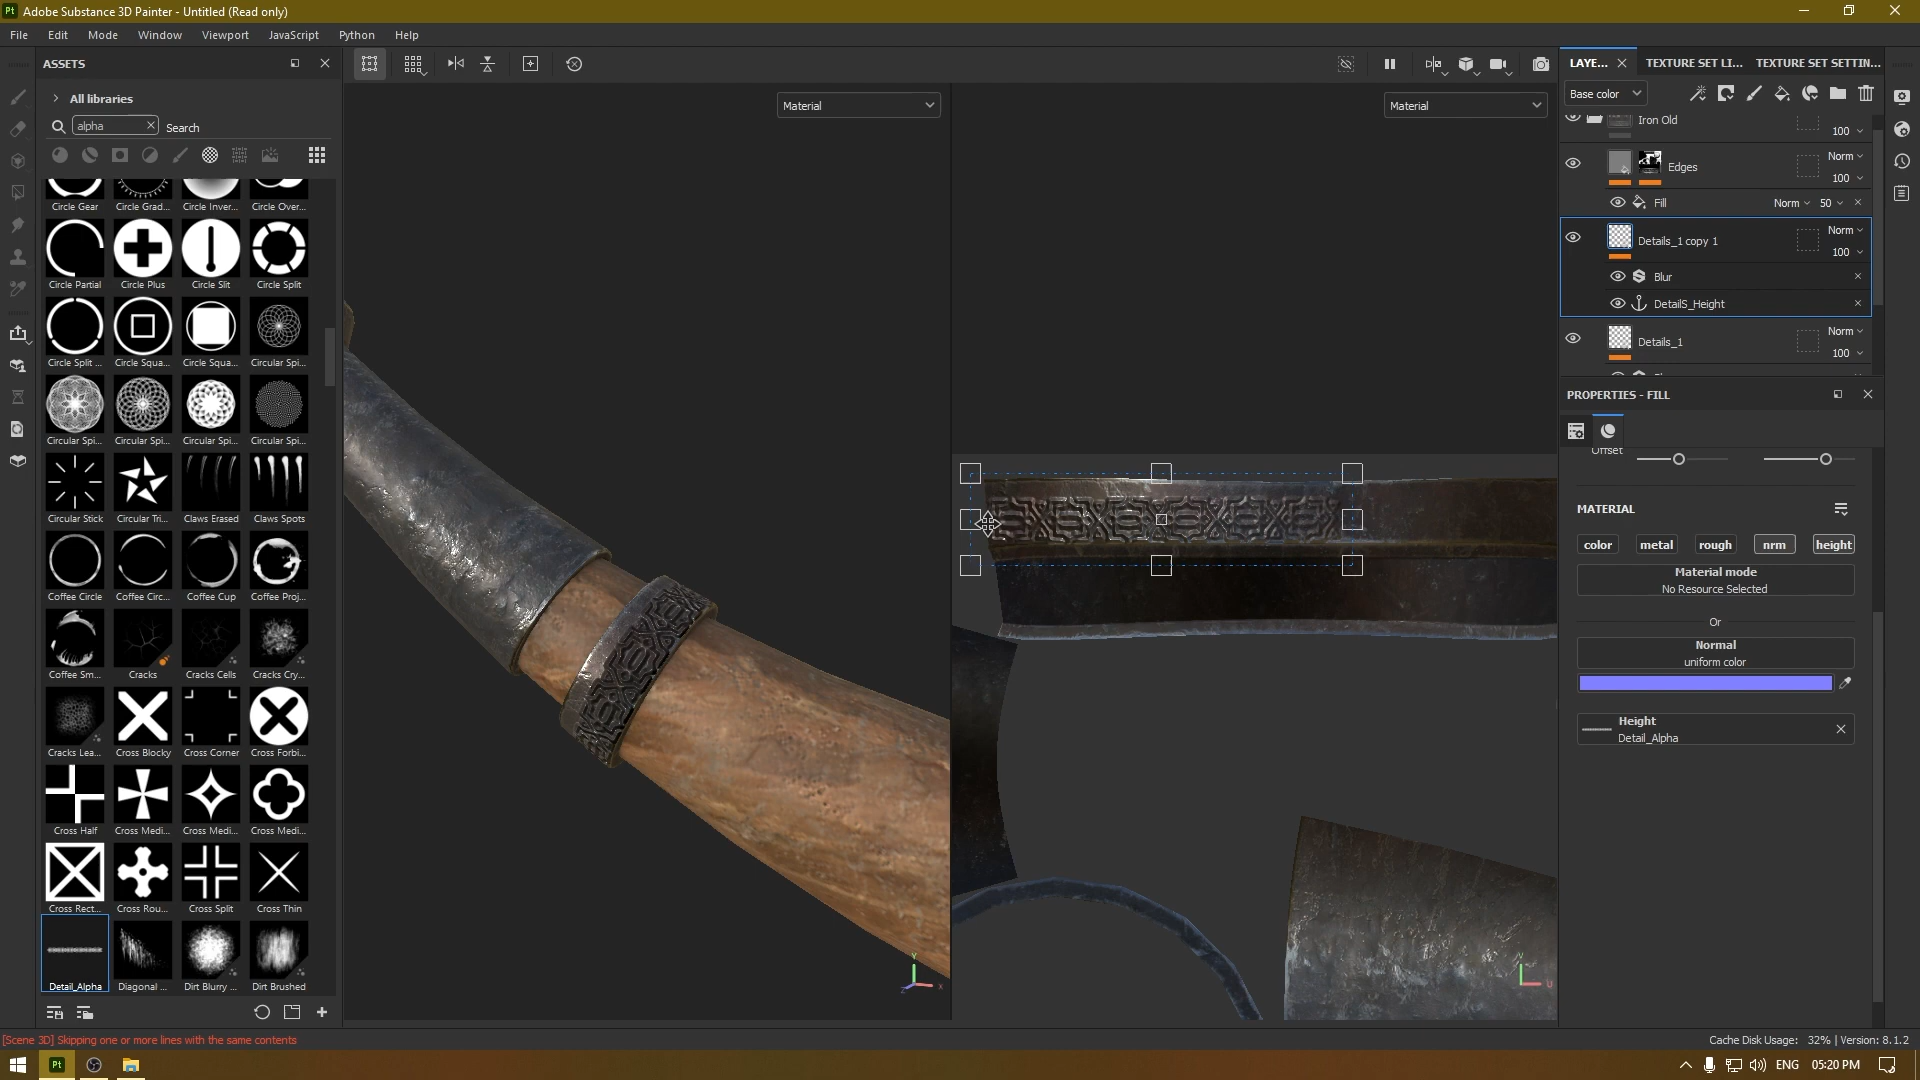 Pt Adobe Substance 3D Painter - Untitled (Read only)
File Edit Mode Window Viewport JavaScript Python Help
ASSETS
All libraries
alpha Search
Circle Gear Circle Grad... Circle Inver... Circle Over...
Circle Partial Circle Plus Circle Slit Circle Split
Circle Split ... Circle Squa... Circle Squa... Circular Spi...
Circular Spi... Circular Spi... Circular Spi... Circular Spi...
Circular Stick Circular Tri... Claws Erased Claws Spots
Coffee Circle Coffee Circ... Coffee Cup Coffee Proj...
Coffee Sm... Cracks Cracks Cells Cracks Cry...
Cracks Lea... Cross Blocky Cross Corner Cross Forbi...
Cross Half Cross Medi... Cross Medi... Cross Medi...
Cross Rect... Cross Rou... Cross Split Cross Thin
Detail_Alpha Diagonal ... Dirt Blurry ... Dirt Brushed
Material
Material
Y
X
Z
V
U
LAYE... TEXTURE SET LI... TEXTURE SET SETTIN...
Base color
Iron Old
100
Edges
Norm
100
Fill Norm 50
Details_1 copy 1
Norm
100
Blur
DetailS_Height
Details_1
Norm
100
PROPERTIES - FILL
Offset
MATERIAL
color metal rough nrm height
Material mode
No Resource Selected
Or
Normal
uniform color
Height
Detail_Alpha
[Scene 3D] Skipping one or more lines with the same contents
Cache Disk Usage: 32% | Version: 8.1.2
Pt
ENG 05:20 PM